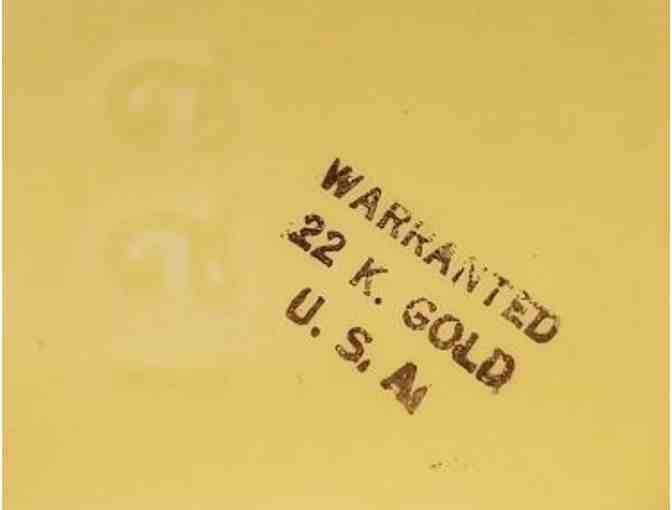 WARRANTED
22 K. GOLD
U. S. A.